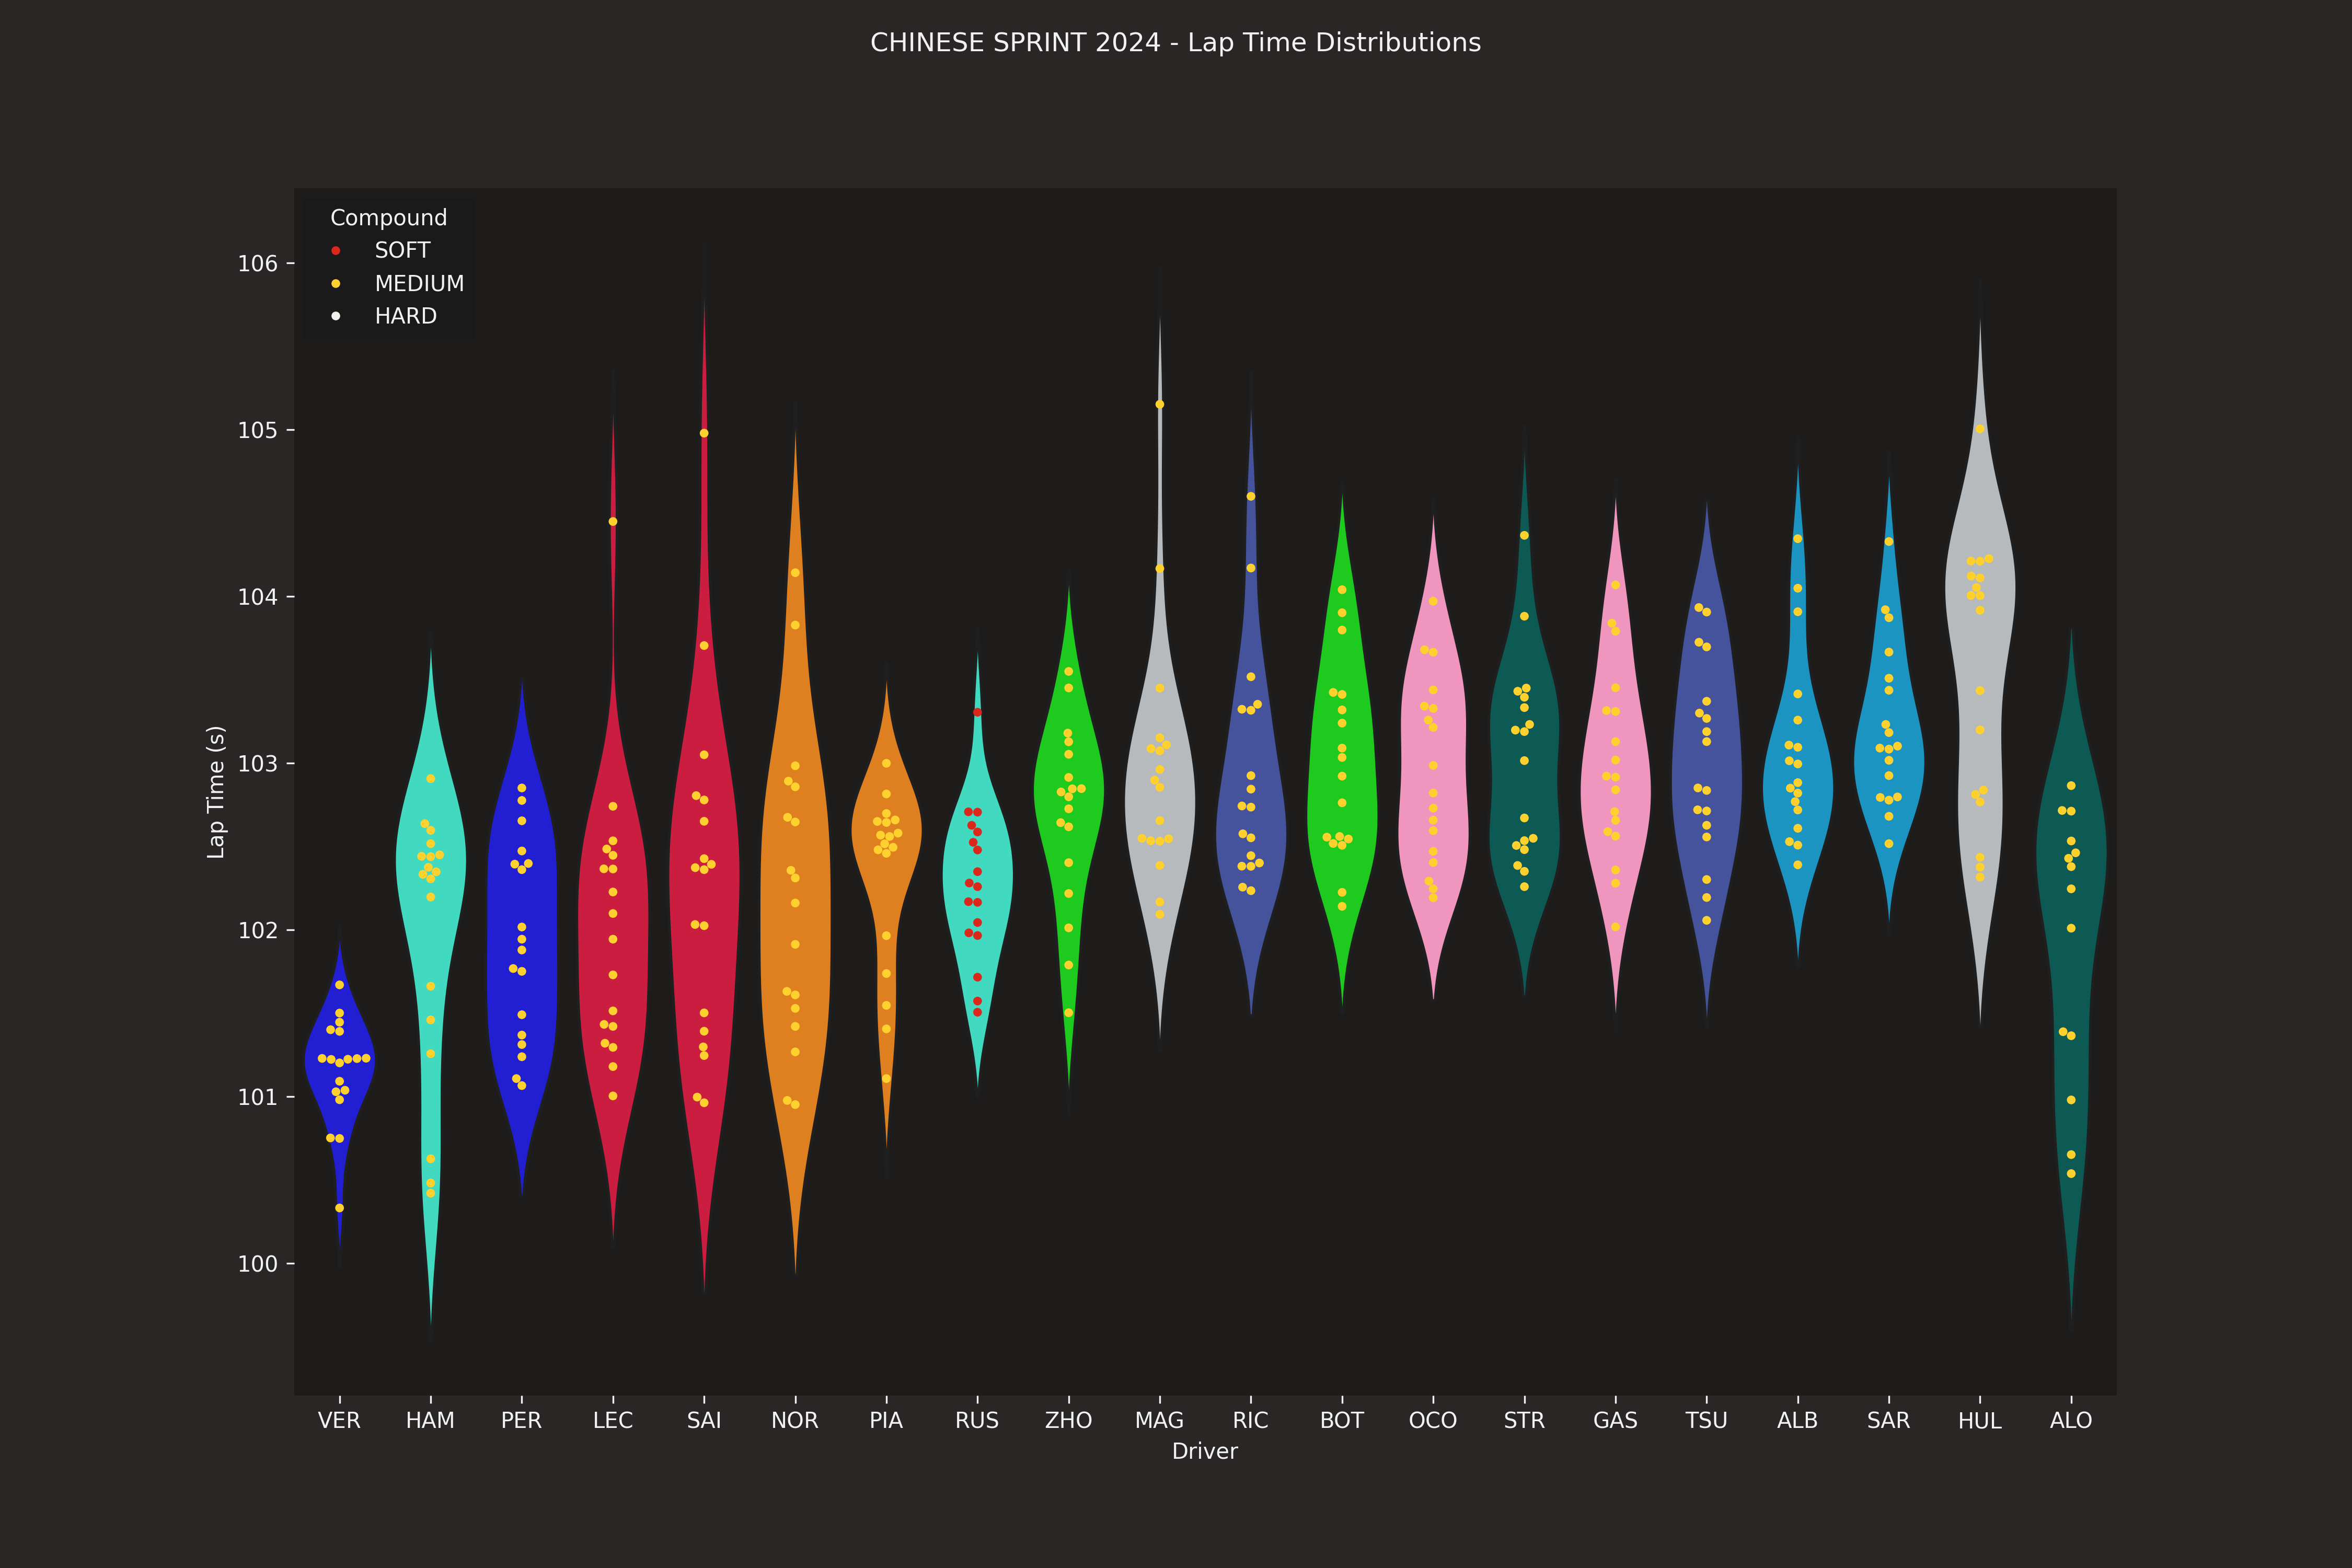 CHINESE SPRINT 2024 - Lap Time Distributions
Compound
SOFT
MEDIUM
HARD
106
105
104
103
102
101
100
Lap Time (s)
VER HAM PER LEC SAI NOR PIA RUS ZHO MAG RIC BOT OCO STR GAS TSU ALB SAR HUL ALO
Driver